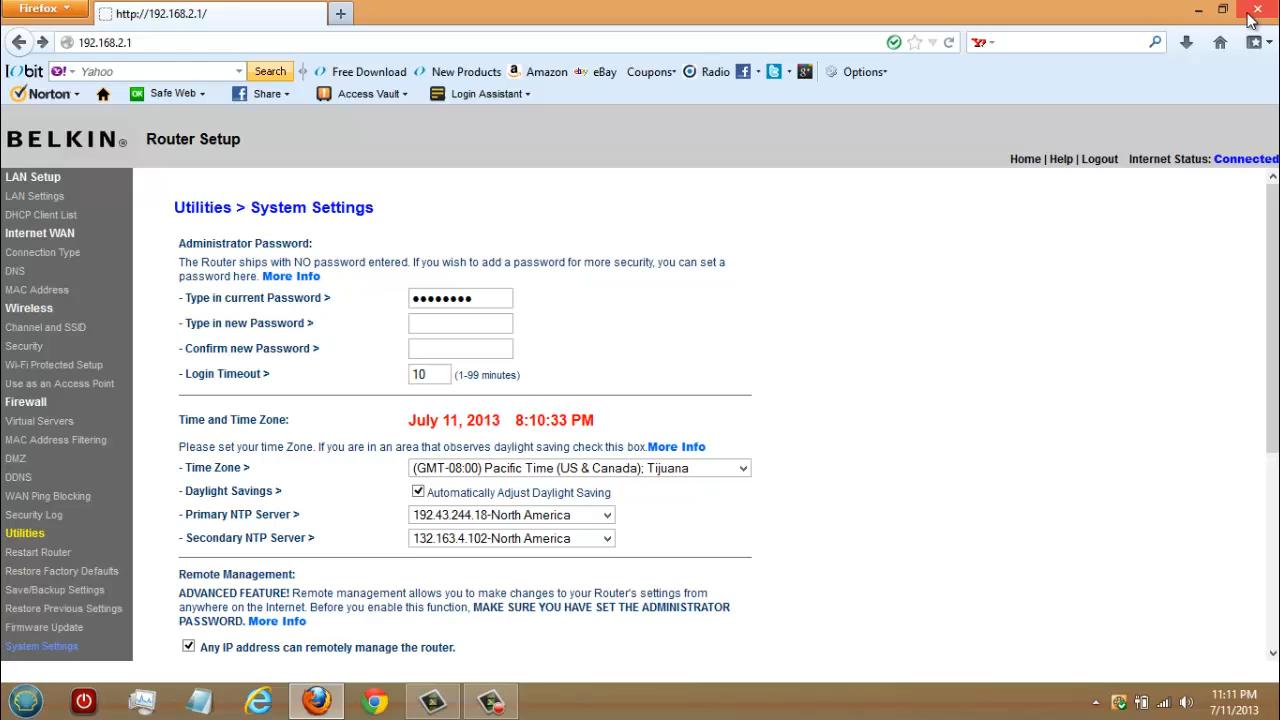 Firefox
http://192.168.2.1/
192.168.2.1
Yahoo
Search
Free Download
New Products
Amazon
eBay
Coupons
Radio
Options
Norton
OK
Safe Web
Share
Access Vault
Login Assistant
BELKIN®
Router Setup
Home | Help | Logout Internet Status: Connected
LAN Setup
LAN Settings
DHCP Client List
Internet WAN
Connection Type
DNS
MAC Address
Wireless
Channel and SSID
Security
Wi-Fi Protected Setup
Use as an Access Point
Firewall
Virtual Servers
MAC Address Filtering
DMZ
DDNS
WAN Ping Blocking
Security Log
Utilities
Restart Router
Restore Factory Defaults
Save/Backup Settings
Restore Previous Settings
Firmware Update
System Settings
Utilities > System Settings
Administrator Password:
The Router ships with NO password entered. If you wish to add a password for more security, you can set a
password here. More Info
- Type in current Password >
- Type in new Password >
- Confirm new Password >
- Login Timeout > 10 (1-99 minutes)
Time and Time Zone: July 11, 2013 8:10:33 PM
Please set your time Zone. If you are in an area that observes daylight saving check this box.More Info
- Time Zone > (GMT-08:00) Pacific Time (US & Canada); Tijuana
- Daylight Savings > Automatically Adjust Daylight Saving
- Primary NTP Server > 192.43.244.18-North America
- Secondary NTP Server > 132.163.4.102-North America
Remote Management:
ADVANCED FEATURE! Remote management allows you to make changes to your Router's settings from
anywhere on the Internet. Before you enable this function, MAKE SURE YOU HAVE SET THE ADMINISTRATOR
PASSWORD. More Info
Any IP address can remotely manage the router.
11:11 PM
7/11/2013